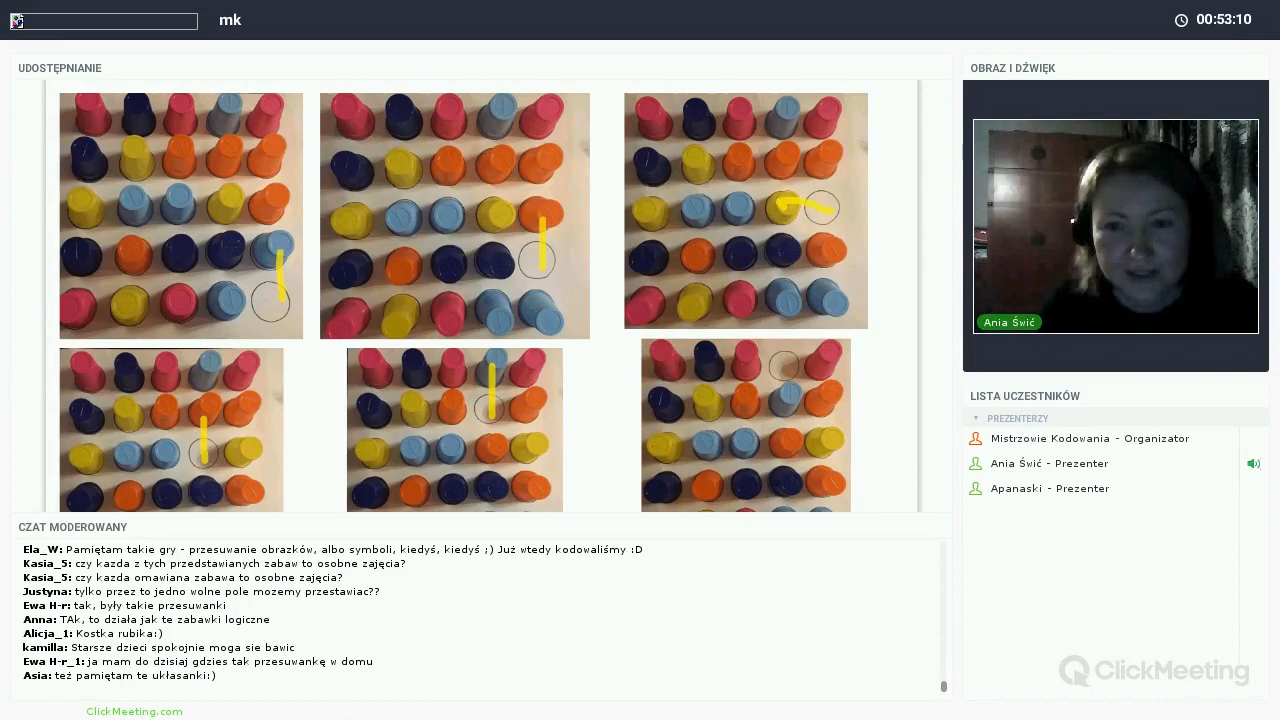 mk
00:53:10
UDOSTĘPNIANIE
OBRAZ I DŹWIĘK
Ania Świć
LISTA UCZESTNIKÓW
PREZENTERZY
Mistrzowie Kodowania - Organizator
Ania Świć - Prezenter
Apanaski - Prezenter
CZAT MODEROWANY
Ela_W: Pamiętam takie gry - przesuwanie obrazków, albo symboli, kiedyś, kiedyś ;) Już wtedy kodowaliśmy :D
Kasia_5: czy kazda z tych przedstawianych zabaw to osobne zajęcia?
Kasia_5: czy kazda omawiana zabawa to osobne zajęcia?
Justyna: tylko przez to jedno wolne pole mozemy przestawiac??
Ewa H-r: tak, były takie przesuwanki
Anna: TAk, to działa jak te zabawki logiczne
Alicja_1: Kostka rubika:)
kamilla: Starsze dzieci spokojnie moga sie bawic
Ewa H-r_1: ja mam do dzisiaj gdzies tak przesuwankę w domu
Asia: też pamiętam te ukłasanki:)
ClickMeeting
ClickMeeting.com